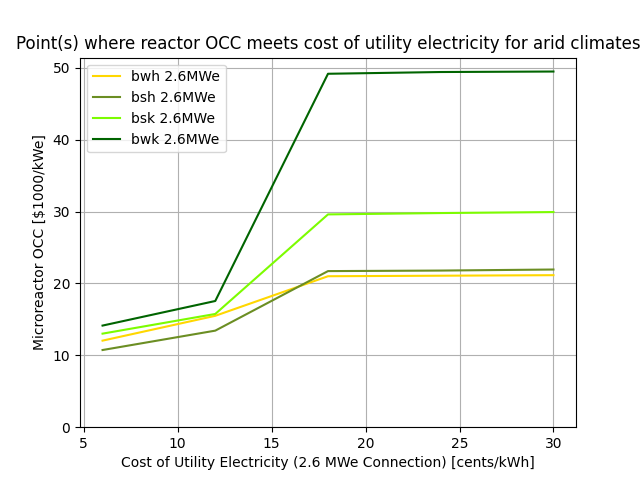 Point(s) where reactor OCC meets cost of utility electricity for arid climates
bwh 2.6MWe
bsh 2.6MWe
bsk 2.6MWe
bwk 2.6MWe
Microreactor OCC [$1000/kWe]
50
40
30
20
10
0
5
10
15
20
25
30
Cost of Utility Electricity (2.6 MWe Connection) [cents/kWh]